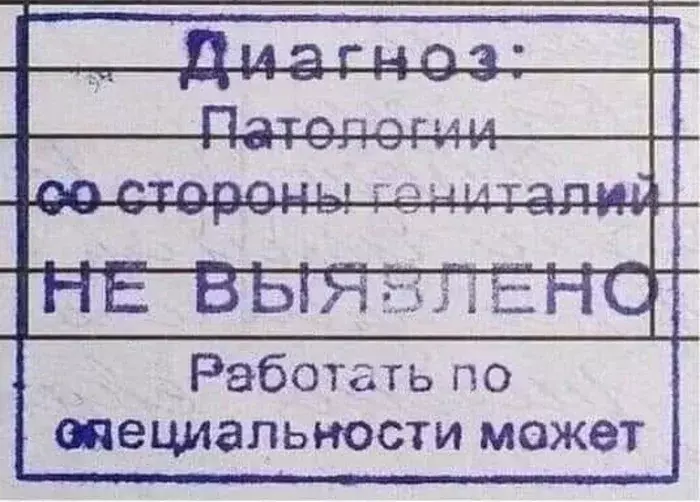 Диагноз:
Патологии
со стороны гениталий
НЕ ВЫЯВЛЕНО
Работать по
специальности может